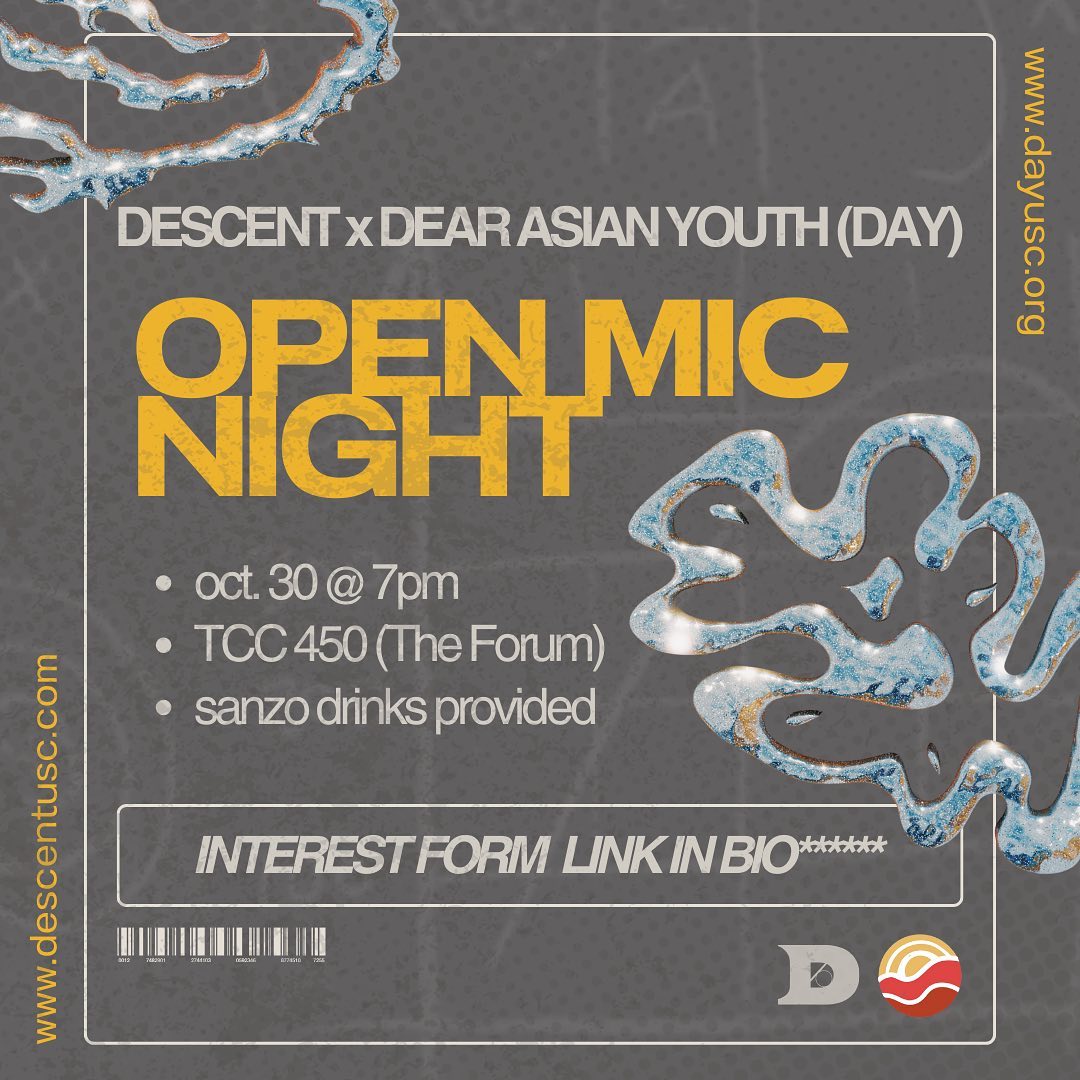 www.dayusc.org
DESCENT x DEAR ASIAN YOUTH (DAY)
OPEN MIC
NIGHT
• oct. 30 @ 7pm
• TCC 450 (The Forum)
• sanzo drinks provided
INTEREST FORM LINK IN BIO******
www.descentusc.com
D